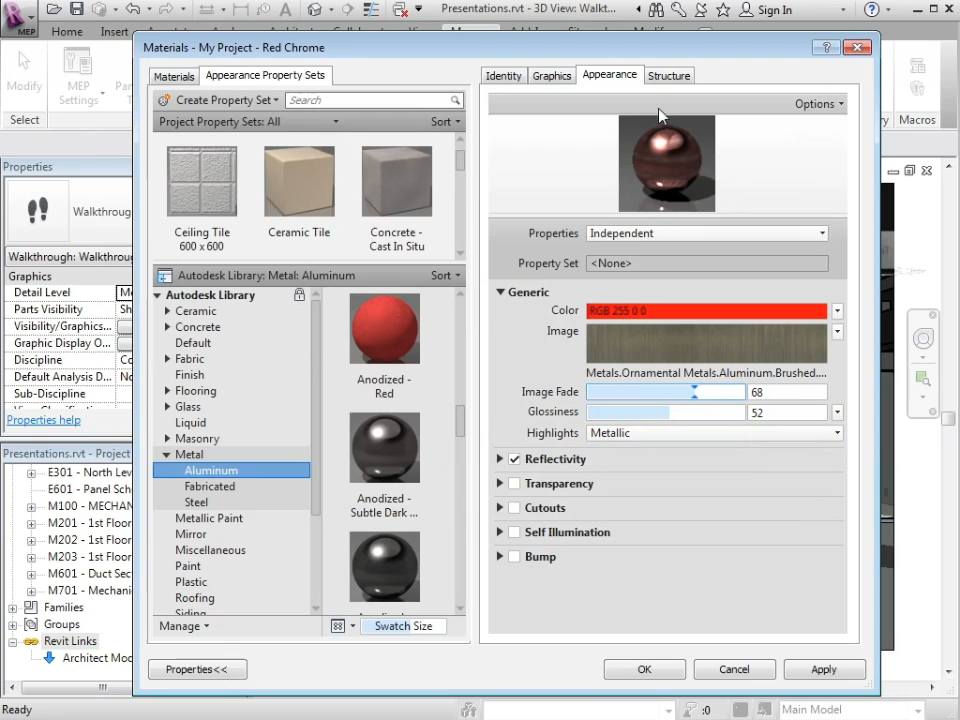 Presentations.rvt - 3D View: Walkt...
Sign In
MEP
Home
Insert
Modify
MEP
Settings
Select
Macros
Materials - My Project - Red Chrome
Materials
Appearance Property Sets
Identity
Graphics
Appearance
Structure
Create Property Set
Search
Options
Project Property Sets: All
Sort
Ceiling Tile
600 x 600
Ceramic Tile
Concrete -
Cast In Situ
Autodesk Library: Metal: Aluminum
Sort
Autodesk Library
Ceramic
Concrete
Default
Fabric
Finish
Flooring
Glass
Liquid
Masonry
Metal
Aluminum
Fabricated
Steel
Metallic Paint
Mirror
Miscellaneous
Paint
Plastic
Roofing
Siding
Anodized -
Red
Anodized -
Subtle Dark ...
Manage
Swatch Size
Properties
Independent
Property Set
<None>
Generic
Color
RGB 255 0 0
Image
Metals.Ornamental Metals.Aluminum.Brushed....
Image Fade
68
Glossiness
52
Highlights
Metallic
Reflectivity
Transparency
Cutouts
Self Illumination
Bump
Properties<<
OK
Cancel
Apply
Properties
Walkthroug
Walkthrough: Walkthrou
Graphics
Detail Level
Parts Visibility
Visibility/Graphics...
Graphic Display O...
Discipline
Default Analysis D...
Sub-Discipline
Properties help
Presentations.rvt - Project
E301 - North Lev
E601 - Panel Sch
M100 - MECHAN
M201 - 1st Floor
M202 - 1st Floor
M203 - 1st Floor
M601 - Duct Sec
M701 - Mechanic
Families
Groups
Revit Links
Architect Mod
Ready
:0
Main Model